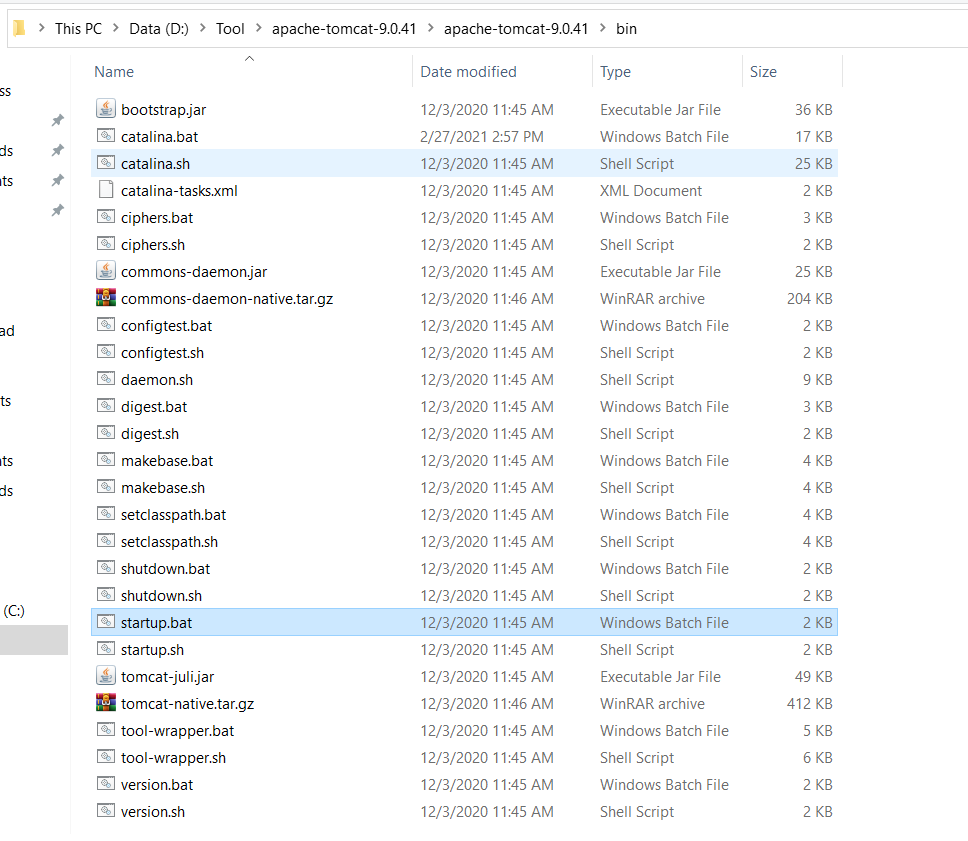 This PC > Data (D:) > Tool > apache-tomcat-9.0.41 > apache-tomcat-9.0.41 > bin
Name Date modified Type Size
ss
bootstrap.jar 12/3/2020 11:45 AM Executable Jar File 36 KB
catalina.bat 2/27/2021 2:57 PM Windows Batch File 17 KB
ds
catalina.sh 12/3/2020 11:45 AM Shell Script 25 KB
nts
catalina-tasks.xml 12/3/2020 11:45 AM XML Document 2 KB
ciphers.bat 12/3/2020 11:45 AM Windows Batch File 3 KB
ciphers.sh 12/3/2020 11:45 AM Shell Script 2 KB
commons-daemon.jar 12/3/2020 11:45 AM Executable Jar File 25 KB
commons-daemon-native.tar.gz 12/3/2020 11:46 AM WinRAR archive 204 KB
ad
configtest.bat 12/3/2020 11:45 AM Windows Batch File 2 KB
configtest.sh 12/3/2020 11:45 AM Shell Script 2 KB
daemon.sh 12/3/2020 11:45 AM Shell Script 9 KB
ts
digest.bat 12/3/2020 11:45 AM Windows Batch File 3 KB
digest.sh 12/3/2020 11:45 AM Shell Script 2 KB
nts
makebase.bat 12/3/2020 11:45 AM Windows Batch File 4 KB
ds
makebase.sh 12/3/2020 11:45 AM Shell Script 4 KB
setclasspath.bat 12/3/2020 11:45 AM Windows Batch File 4 KB
setclasspath.sh 12/3/2020 11:45 AM Shell Script 4 KB
shutdown.bat 12/3/2020 11:45 AM Windows Batch File 2 KB
shutdown.sh 12/3/2020 11:45 AM Shell Script 2 KB
(C:)
startup.bat 12/3/2020 11:45 AM Windows Batch File 2 KB
startup.sh 12/3/2020 11:45 AM Shell Script 2 KB
tomcat-juli.jar 12/3/2020 11:45 AM Executable Jar File 49 KB
tomcat-native.tar.gz 12/3/2020 11:46 AM WinRAR archive 412 KB
tool-wrapper.bat 12/3/2020 11:45 AM Windows Batch File 5 KB
tool-wrapper.sh 12/3/2020 11:45 AM Shell Script 6 KB
version.bat 12/3/2020 11:45 AM Windows Batch File 2 KB
version.sh 12/3/2020 11:45 AM Shell Script 2 KB